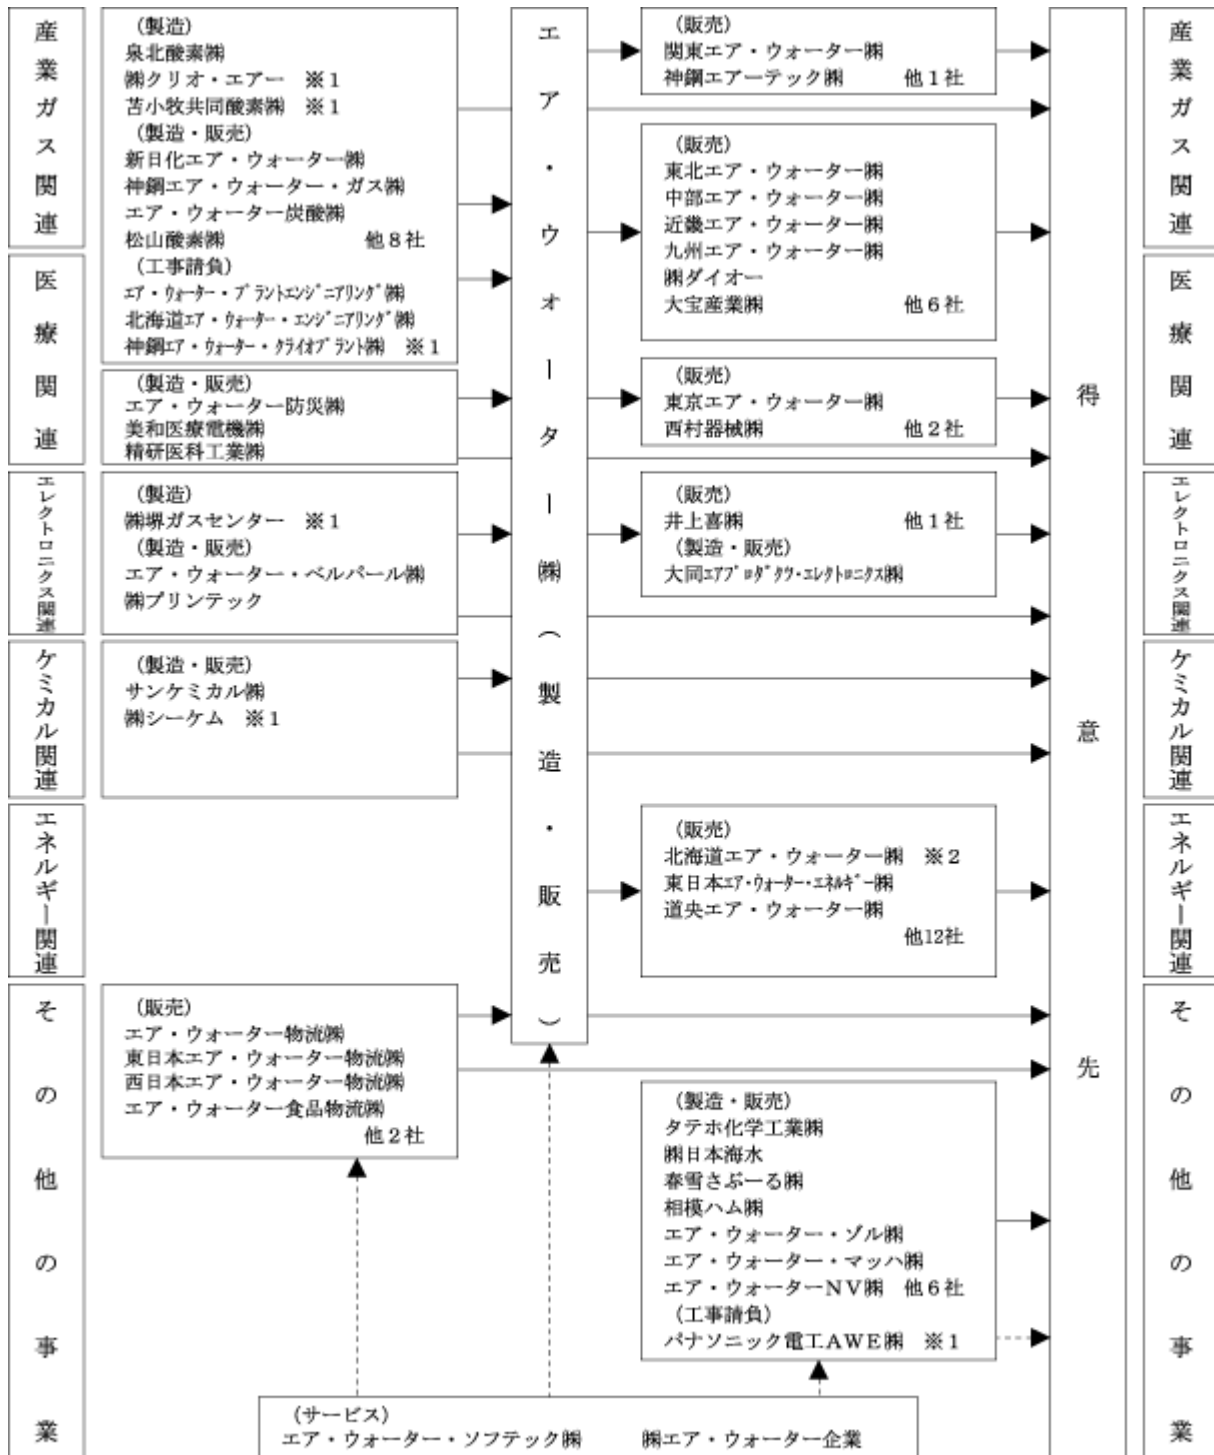 産業ガス関連
（製造）
泉北酸素㈱
㈱クリオ・エアー　※１
苫小牧共同酸素㈱　※１
（製造・販売）
新日化エア・ウォーター㈱
神鋼エア・ウォーター・ガス㈱
エア・ウォーター炭酸㈱
松山酸素㈱　他８社
（工事請負）
エア・ウォーター・プラントエンジニアリング㈱
北海道エア・ウォーター・エンジニアリング㈱
神鋼エア・ウォーター・クライオプラント㈱　※１
医療関連
（製造・販売）
エア・ウォーター防災㈱
美和医療電機㈱
精研医科工業㈱
エレクトロニクス関連
（製造）
㈱堺ガスセンター　※１
（製造・販売）
エア・ウォーター・ベルパール㈱
㈱プリンテック
ケミカル関連
（製造・販売）
サンケミカル㈱
㈱シーケム　※１
エネルギー関連
その他の事業
（販売）
エア・ウォーター物流㈱
東日本エア・ウォーター物流㈱
西日本エア・ウォーター物流㈱
エア・ウォーター食品物流㈱
他２社
エア・ウォーター㈱（製造・販売）
（販売）
関東エア・ウォーター㈱
神鋼エアーテック㈱　他１社
（販売）
東北エア・ウォーター㈱
中部エア・ウォーター㈱
近畿エア・ウォーター㈱
九州エア・ウォーター㈱
㈱ダイオー
大宝産業㈱　他６社
（販売）
東京エア・ウォーター㈱
西村器械㈱　他２社
（販売）
井上喜㈱　他１社
（製造・販売）
大同エアプロダクツ・エレクトロニクス㈱
（販売）
北海道エア・ウォーター㈱　※２
東日本エア・ウォーター・エネルギー㈱
道央エア・ウォーター㈱
他12社
（製造・販売）
タテホ化学工業㈱
㈱日本海水
春雪さぶーる㈱
相模ハム㈱
エア・ウォーター・ゾル㈱
エア・ウォーター・マッハ㈱
エア・ウォーターＮＶ㈱　他６社
（工事請負）
パナソニック電工ＡＷＥ㈱　※１
（サービス）
エア・ウォーター・ソフテック㈱　㈱エア・ウォーター企業
得意先
産業ガス関連
医療関連
エレクトロニクス関連
ケミカル関連
エネルギー関連
その他の事業